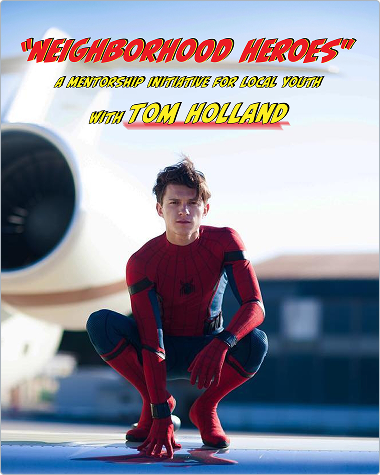 "NEIGHBORHOOD HEROES"
A MENTORSHIP INITIATIVE FOR LOCAL YOUTH
WITH TOM HOLLAND